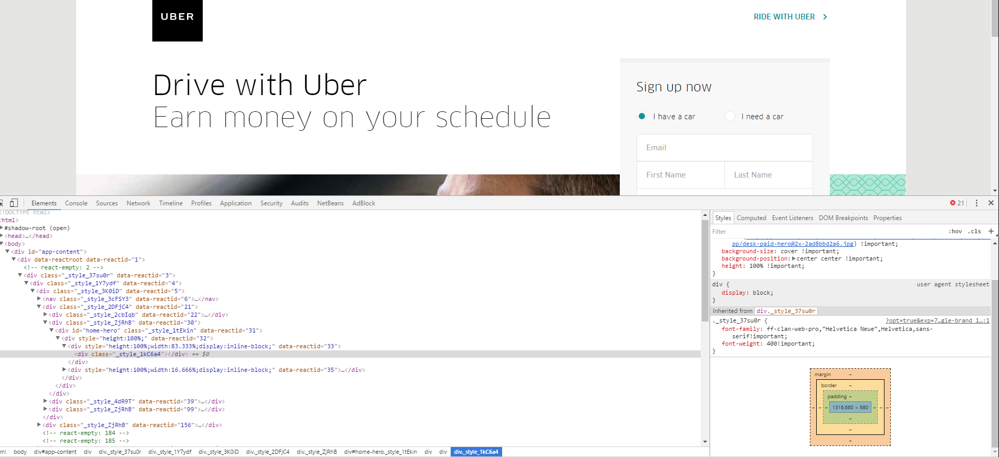 UBER
RIDE WITH UBER
Drive with Uber
Earn money on your schedule
Sign up now
I have a car
I need a car
Email
First Name
Last Name
Elements Console Sources Network Timeline Profiles Application Security Audits NetBeans AdBlock
21
<!DOCTYPE html>
<html>
#shadow-root (open)
<head>…</head>
<body>
<div id="app-content">
<div data-reactroot data-reactid="1">
<!-- react-empty: 2 -->
<div class="_style_37su0r" data-reactid="3">
<div class="_style_1Y7ydf" data-reactid="4">
<div class="_style_3K0iD" data-reactid="5">
<nav class="_style_3cFSY3" data-reactid="6">…</nav>
<div class="_style_2DFjC4" data-reactid="21">
<div class="_style_2cbIqb" data-reactid="22">…</div>
<div class="_style_ZjRhB" data-reactid="30">
<div id="home-hero" class="_style_1tEkin" data-reactid="31">
<div style="height:100%;" data-reactid="32">
<div style="height:100%;width:83.333%;display:inline-block;" data-reactid="33">
<div class="_style_1kC6a4"></div> == $0
</div>
<div style="height:100%;width:16.666%;display:inline-block;" data-reactid="35">…</div>
</div>
</div>
</div>
<div class="_style_4dR9T" data-reactid="39">…</div>
<div class="_style_ZjRhB" data-reactid="99">…</div>
</div>
<div class="_style_ZjRhB" data-reactid="156">…</div>
<!-- react-empty: 184 -->
<!-- react-empty: 185 -->
ml body div#app-content div div._style_37su0r div._style_1Y7ydf div._style_3K0iD div._style_2DFjC4 div._style_ZjRhB div#home-hero._style_1tEkin div div div._style_1kC6a4
Styles Computed Event Listeners DOM Breakpoints Properties
Filter
:hov .cls +
pp/desk-paid-hero@2x-2ad8bbd2a6.jpg) !important;
background-size: cover !important;
background-position: center center !important;
height: 100% !important;
}
div { user agent stylesheet
display: block;
}
Inherited from div._style_37su0r
._style_37su0r { ?opt=true&exp=7…gle-brand_1…:1
font-family: ff-clan-web-pro,"Helvetica Neue",Helvetica,sans-
serif!important;
font-weight: 400!important;
}
margin –
border –
padding –
– – – 1316.660 × 680 – – –
–
–
–